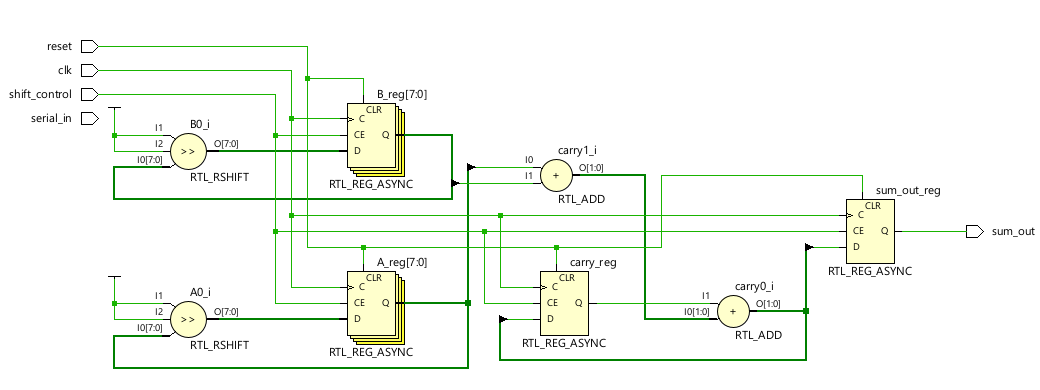 reset
clk
shift_control
serial_in
B_reg[7:0]
CLR
C
CE
Q
D
RTL_REG_ASYNC
B0_i
I1
I2
I0[7:0]
>>
O[7:0]
RTL_RSHIFT
carry1_i
I0
I1
+
O[1:0]
RTL_ADD
sum_out_reg
CLR
C
CE
Q
D
RTL_REG_ASYNC
sum_out
A_reg[7:0]
CLR
C
CE
Q
D
RTL_REG_ASYNC
A0_i
I1
I2
I0[7:0]
>>
O[7:0]
RTL_RSHIFT
carry_reg
CLR
C
CE
Q
D
RTL_REG_ASYNC
carry0_i
I1
I0[1:0]
+
O[1:0]
RTL_ADD